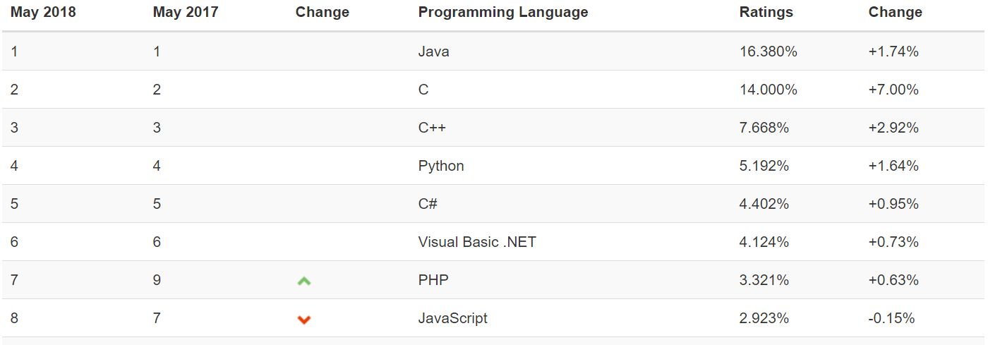 May 2018 May 2017 Change Programming Language Ratings Change
1 1 Java 16.380% +1.74%
2 2 C 14.000% +7.00%
3 3 C++ 7.668% +2.92%
4 4 Python 5.192% +1.64%
5 5 C# 4.402% +0.95%
6 6 Visual Basic .NET 4.124% +0.73%
7 9 PHP 3.321% +0.63%
8 7 JavaScript 2.923% -0.15%